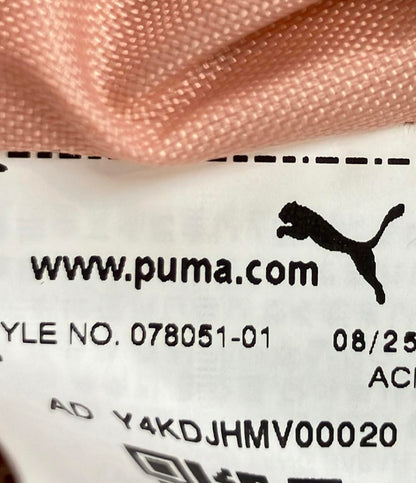 www.puma.com
YLE NO. 078051-01 08/25
ACI
AD Y4KDJHMV00020